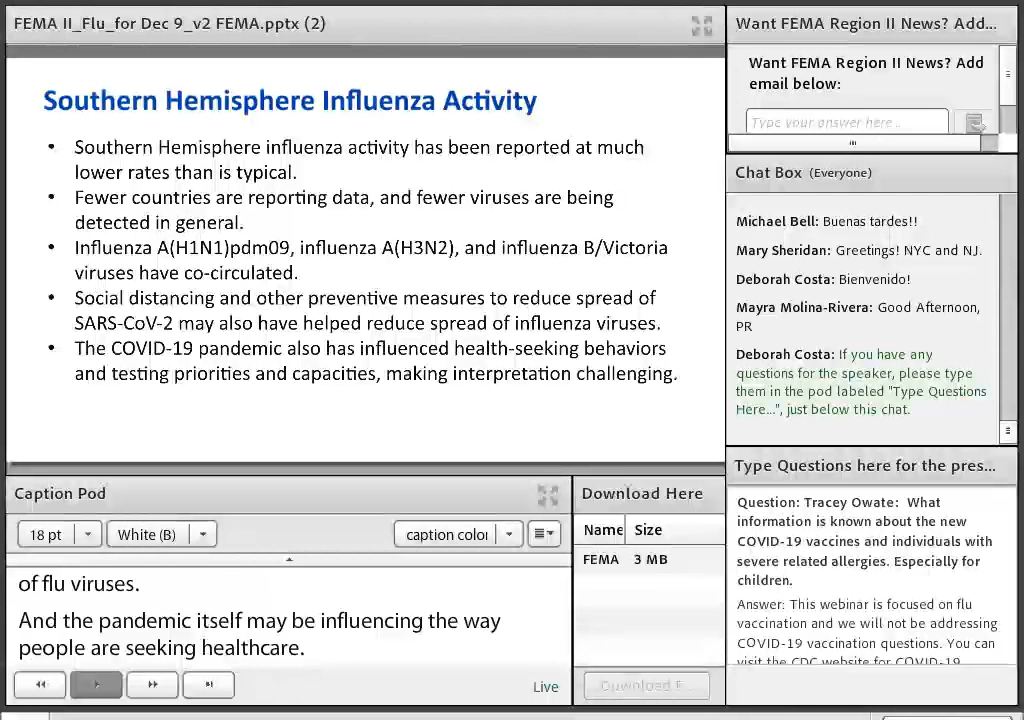 FEMA II_Flu_for Dec 9_v2 FEMA.pptx (2)
Southern Hemisphere Influenza Activity
• Southern Hemisphere influenza activity has been reported at much
lower rates than is typical.
• Fewer countries are reporting data, and fewer viruses are being
detected in general.
• Influenza A(H1N1)pdm09, influenza A(H3N2), and influenza B/Victoria
viruses have co-circulated.
• Social distancing and other preventive measures to reduce spread of
SARS-CoV-2 may also have helped reduce spread of influenza viruses.
• The COVID-19 pandemic also has influenced health-seeking behaviors
and testing priorities and capacities, making interpretation challenging.
Caption Pod
18 pt
White (B)
caption color
of flu viruses.
And the pandemic itself may be influencing the way
people are seeking healthcare.
Live
Download Here
Name Size
FEMA 3 MB
Download F...
Want FEMA Region II News? Add...
Want FEMA Region II News? Add
email below:
Type your answer here..
Chat Box (Everyone)
Michael Bell: Buenas tardes!!
Mary Sheridan: Greetings! NYC and NJ.
Deborah Costa: Bienvenido!
Mayra Molina-Rivera: Good Afternoon,
PR
Deborah Costa: If you have any
questions for the speaker, please type
them in the pod labeled "Type Questions
Here...", just below this chat.
Type Questions here for the pres...
Question: Tracey Owate: What
information is known about the new
COVID-19 vaccines and individuals with
severe related allergies. Especially for
children.
Answer: This webinar is focused on flu
vaccination and we will not be addressing
COVID-19 vaccination questions. You can
visit the CDC website for COVID-19